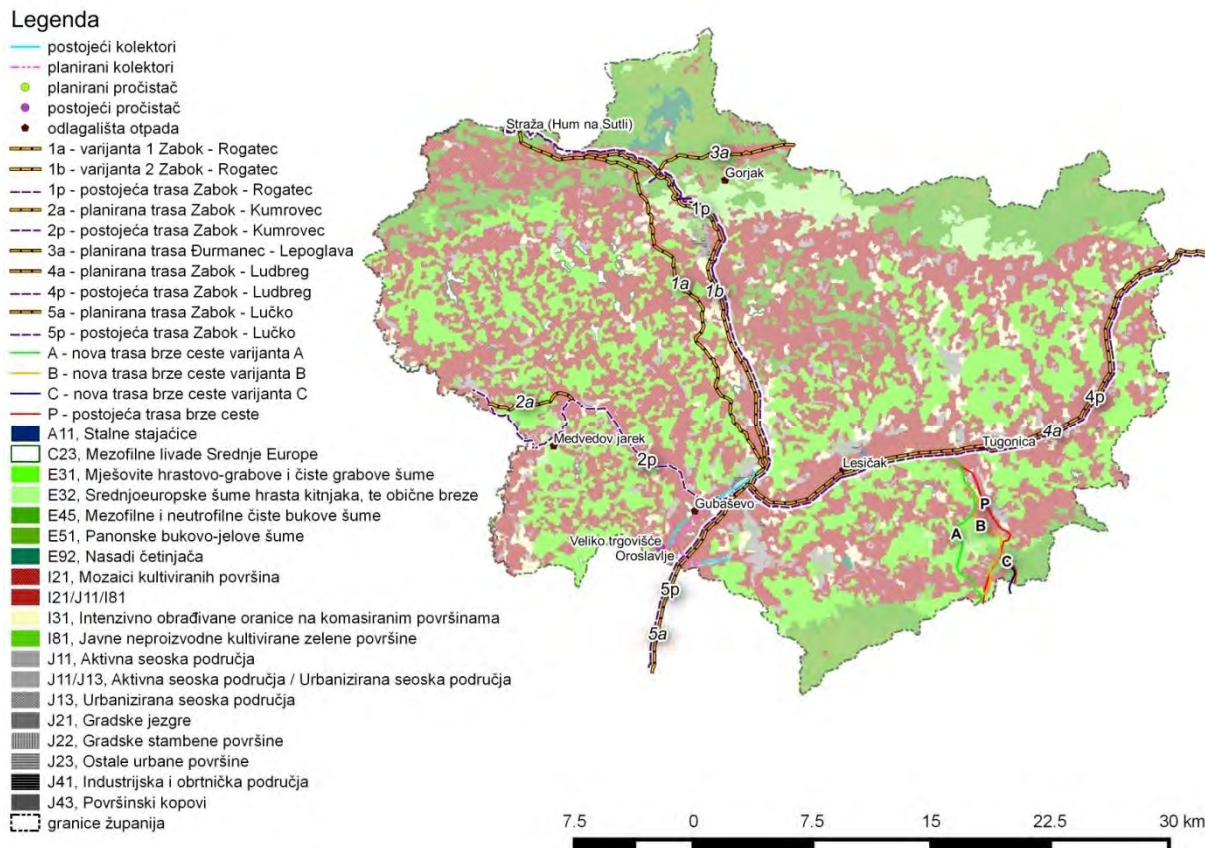 Legenda
postojeći kolektori
planirani kolektori
planirani pročistač
postojeći pročistač
odlagališta otpada
1a - varijanta 1 Zabok - Rogatec
1b - varijanta 2 Zabok - Rogatec
1p - postojeća trasa Zabok - Rogatec
2a - planirana trasa Zabok - Kumrovec
2p - postojeća trasa Zabok - Kumrovec
3a - planirana trasa Đurmanec - Lepoglava
4a - planirana trasa Zabok - Ludbreg
4p - postojeća trasa Zabok - Ludbreg
5a - planirana trasa Zabok - Lučko
5p - postojeća trasa Zabok - Lučko
A - nova trasa brze ceste varijanta A
B - nova trasa brze ceste varijanta B
C - nova trasa brze ceste varijanta C
P - postojeća trasa brze ceste
A11, Stalne stajaćice
C23, Mezofilne livade Srednje Europe
E31, Mješovite hrastovo-grabove i čiste grabove šume
E32, Srednjoeuropske šume hrasta kitnjaka, te obične breze
E45, Mezofilne i neutrofilne čiste bukove šume
E51, Panonske bukovo-jelove šume
E92, Nasadi četinjača
I21, Mozaici kultiviranih površina
I21/J11/I81
I31, Intenzivno obrađivane oranice na komasiranim površinama
I81, Javne neproizvodne kultivirane zelene površine
J11, Aktivna seoska područja
J11/J13, Aktivna seoska područja / Urbanizirana seoska područja
J13, Urbanizirana seoska područja
J21, Gradske jezgre
J22, Gradske stambene površine
J23, Ostale urbane površine
J41, Industrijska i obrtnička područja
J43, Površinski kopovi
granice županija
Straža (Hum na Sutli)
3a
Gorjak
1p
1a
1b
2a
4p
Medvedov jarek
4a
Tugonica
2p
Lesičak
Gubaševo
P
A
B
Veliko trgovišće
Oroslavlje
C
5p
5a
7.5 0 7.5 15 22.5 30 km